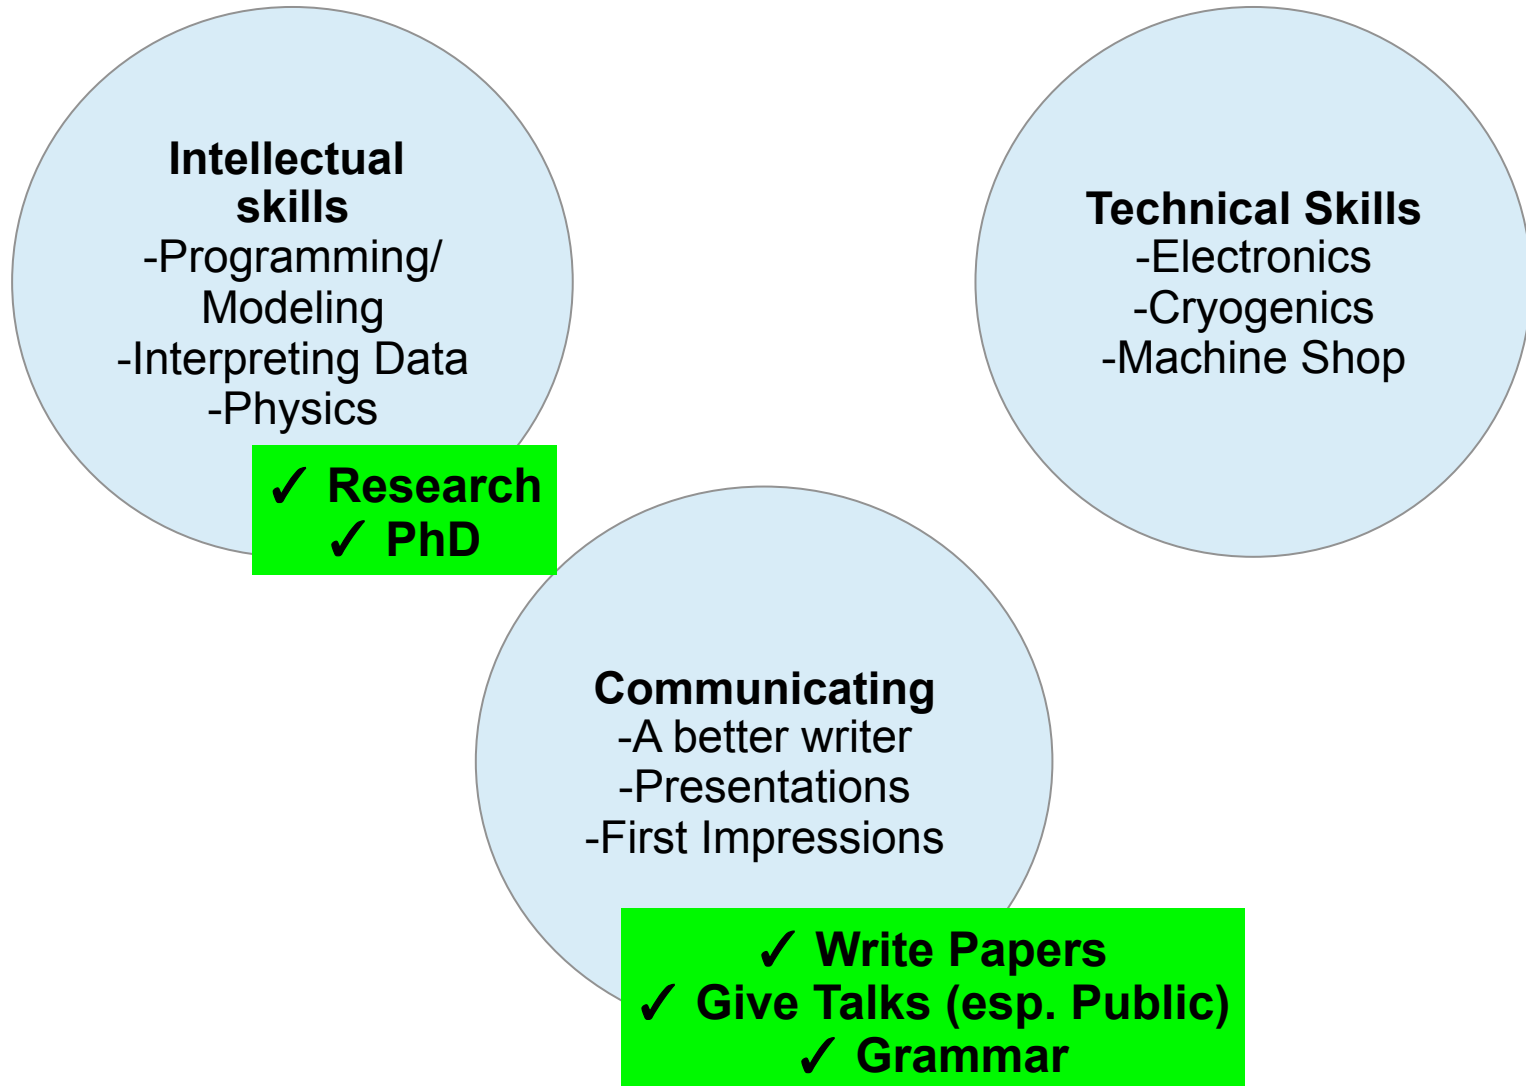 Intellectual
skills
-Programming/
Modeling
-Interpreting Data
-Physics
✓ Research
✓ PhD
Technical Skills
-Electronics
-Cryogenics
-Machine Shop
Communicating
-A better writer
-Presentations
-First Impressions
✓ Write Papers
✓ Give Talks (esp. Public)
✓ Grammar